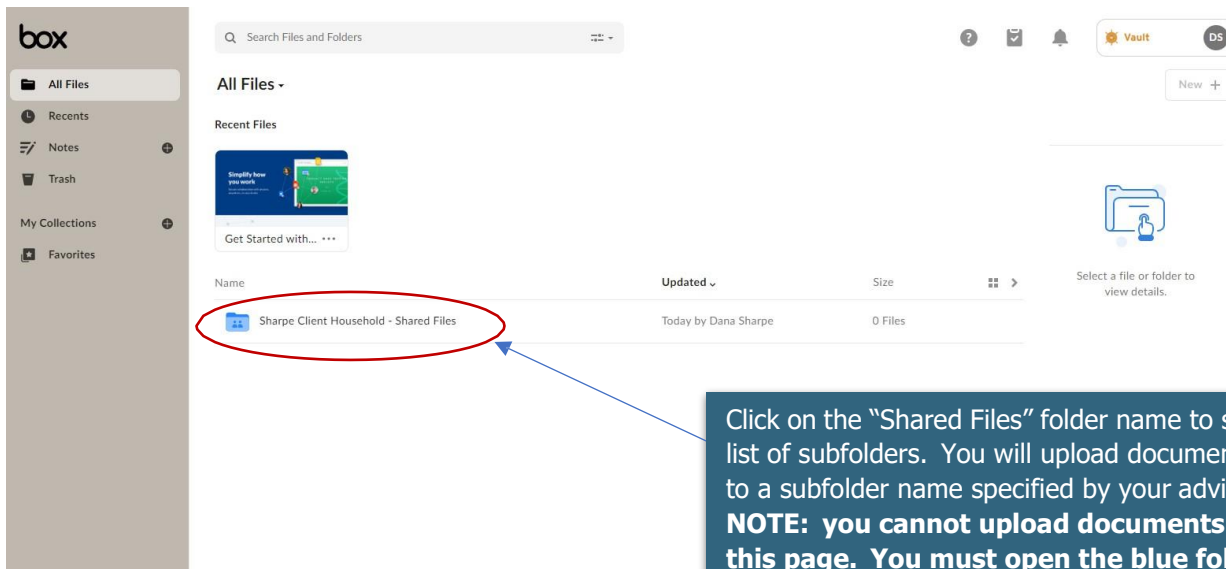 box
Search Files and Folders
Vault
DS
All Files
Recents
Notes
Trash
My Collections
Favorites
All Files
New +
Recent Files
Simplify how
you work
Get Started with... •••
Name
Updated
Size
Sharpe Client Household - Shared Files
Today by Dana Sharpe
0 Files
Select a file or folder to
view details.
Click on the “Shared Files” folder name to
list of subfolders. You will upload
to a subfolder name specified by your
NOTE: you cannot upload documents
this page. You must open the blue